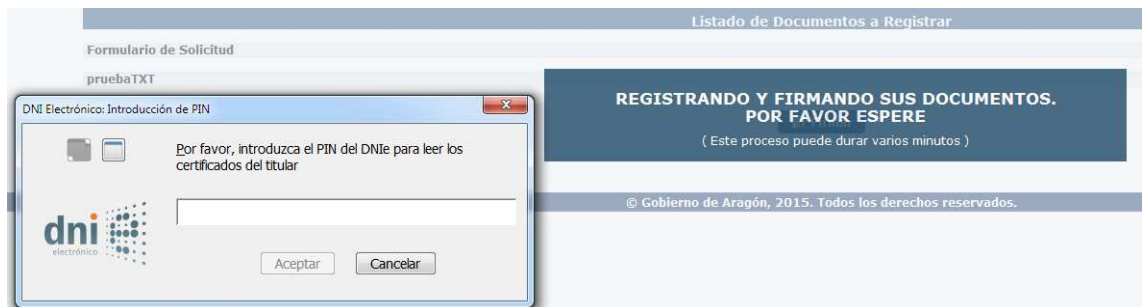 Listado de Documentos a Registrar
Formulario de Solicitud
pruebaTXT
REGISTRANDO Y FIRMANDO SUS DOCUMENTOS.
POR FAVOR ESPERE
( Este proceso puede durar varios minutos )
© Gobierno de Aragón, 2015. Todos los derechos reservados.
DNI Electrónico: Introducción de PIN
Por favor, introduzca el PIN del DNIe para leer los
certificados del titular
dni
electrónico
Aceptar
Cancelar